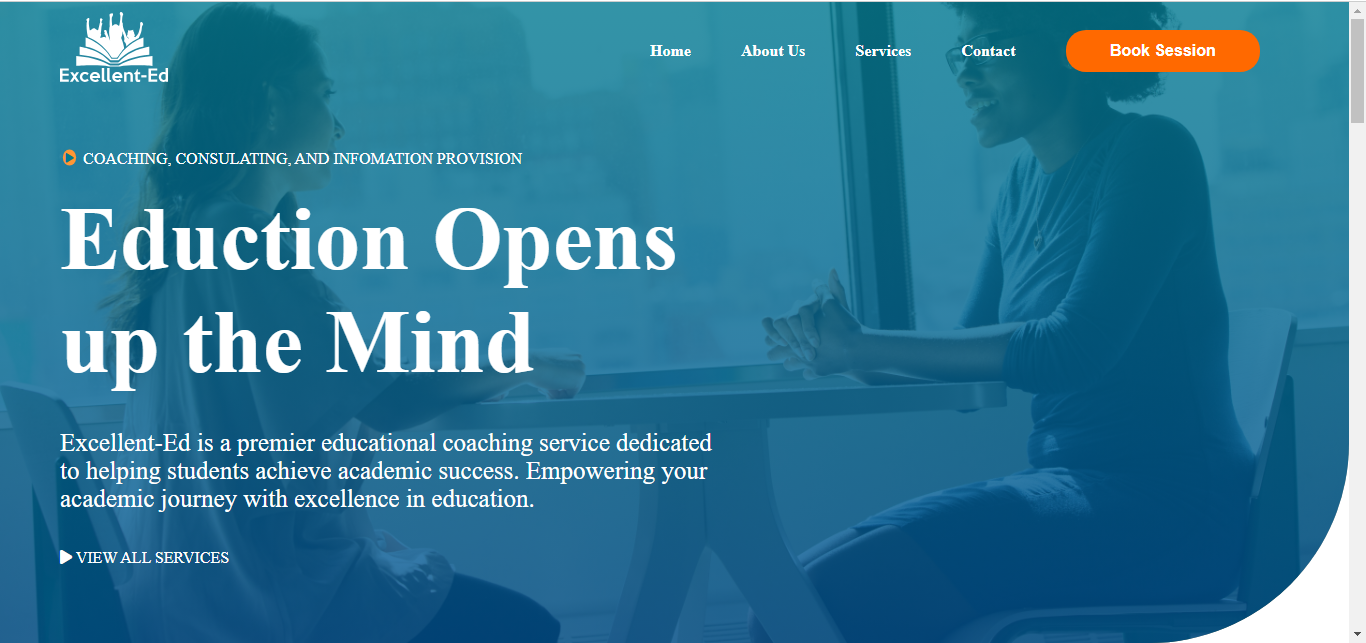 Excellent-Ed
Home
About Us
Services
Contact
Book Session
COACHING, CONSULATING, AND INFOMATION PROVISION
Eduction Opens
up the Mind
Excellent-Ed is a premier educational coaching service dedicated
to helping students achieve academic success. Empowering your
academic journey with excellence in education.
VIEW ALL SERVICES